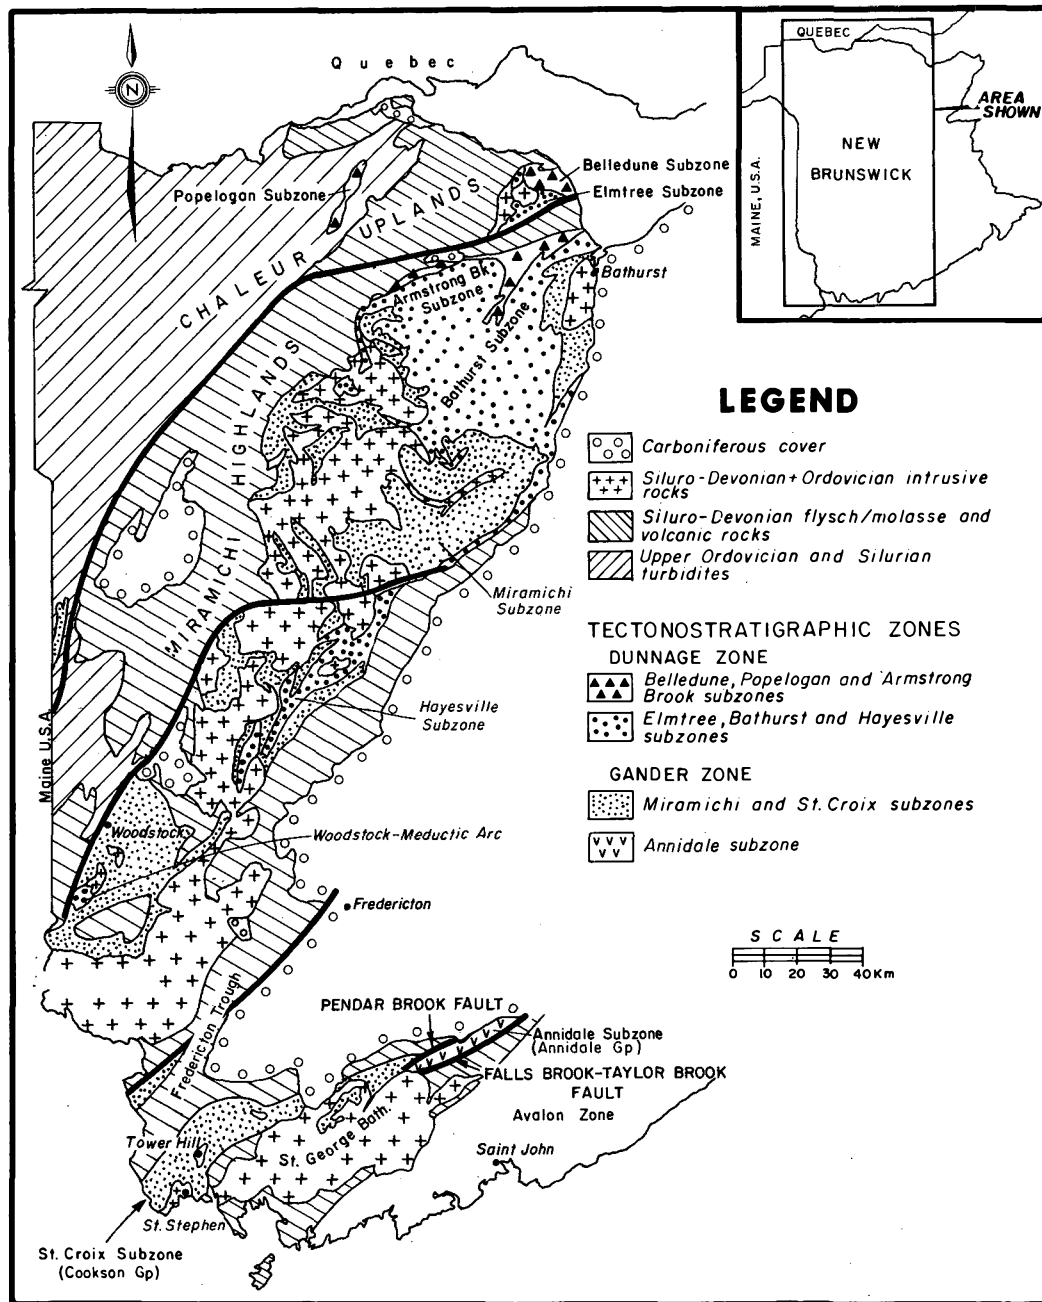 N
Quebec
QUEBEC
AREA
SHOWN
NEW
BRUNSWICK
MAINE, U.S.A.
Belledune Subzone
Elmtree Subzone
Popelogan Subzone
CHALEUR UPLANDS
Bathurst
Armstrong Bk.
Subzone
Bathurst Subzone
MIRAMICHI HIGHLANDS
LEGEND
Carboniferous cover
Siluro-Devonian + Ordovician intrusive
rocks
Siluro-Devonian flysch/molasse and
volcanic rocks
Upper Ordovician and Silurian
turbidites
Miramichi
Subzone
TECTONOSTRATIGRAPHIC ZONES
DUNNAGE ZONE
Belledune, Popelogan and Armstrong
Brook subzones
Elmtree, Bathurst and Hayesville
subzones
GANDER ZONE
Miramichi and St. Croix subzones
Annidale subzone
Hayesville
Subzone
Maine U.S.A.
Woodstock
Woodstock-Meductic Arc
Fredericton
SCALE
0 10 20 30 40 Km
Fredericton Trough
PENDAR BROOK FAULT
Annidale Subzone
(Annidale Gp)
FALLS BROOK-TAYLOR BROOK
FAULT
Avalon Zone
St. George Bath.
Tower Hill
Saint John
St. Stephen
St. Croix Subzone
(Cookson Gp)